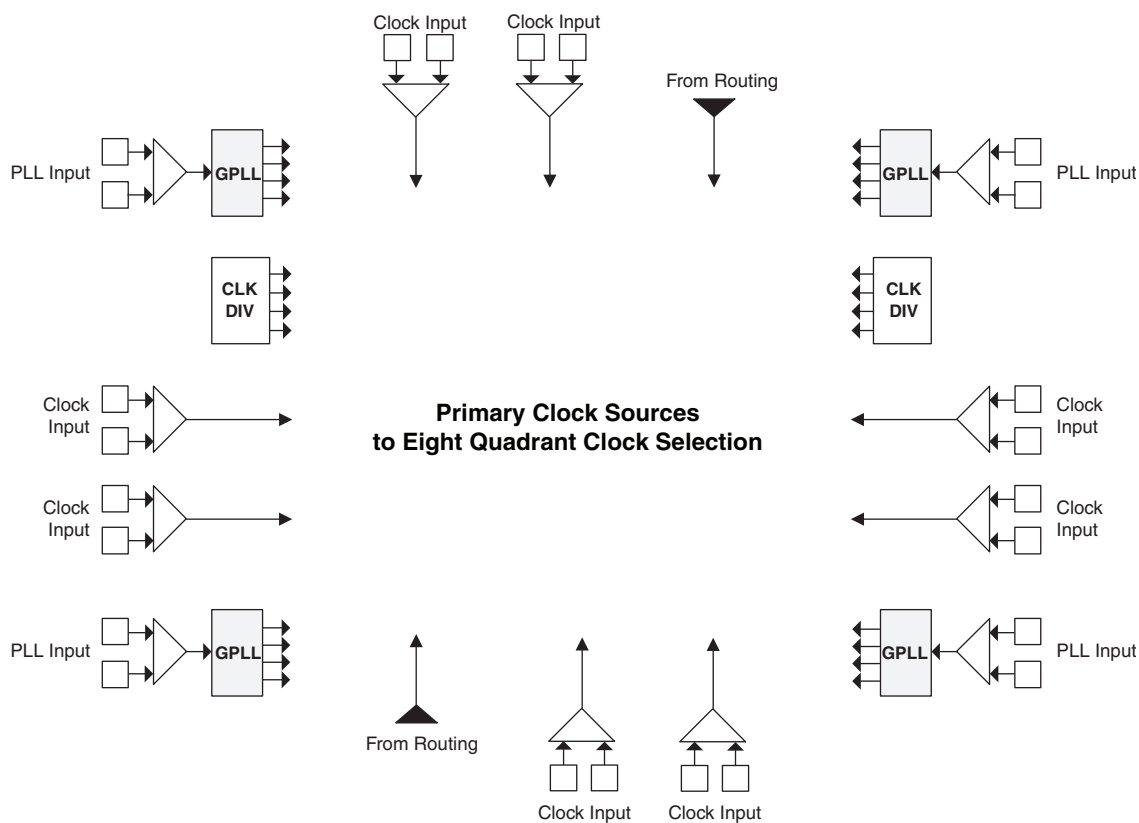 Clock Input
Clock Input
From Routing
PLL Input
GPLL
GPLL
PLL Input
CLK
DIV
CLK
DIV
Clock
Input
Primary Clock Sources
to Eight Quadrant Clock Selection
Clock
Input
Clock
Input
Clock
Input
PLL Input
GPLL
GPLL
PLL Input
From Routing
Clock Input
Clock Input